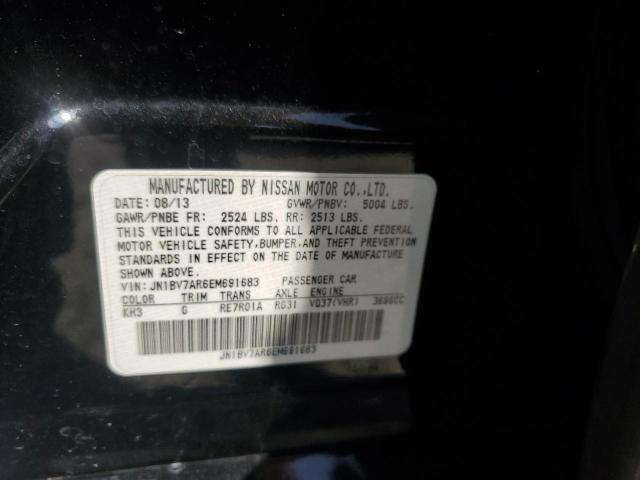 MANUFACTURED BY NISSAN MOTOR CO.,LTD.
DATE: 08/13 GVWR/PNBV: 5004 LBS.
GAWR/PNBE FR: 2524 LBS, RR: 2513 LBS.
THIS VEHICLE CONFORMS TO ALL APPLICABLE FEDERAL
MOTOR VEHICLE SAFETY,BUMPER,AND THEFT PREVENTION
STANDARDS IN EFFECT ON THE DATE OF MANUFACTURE
SHOWN ABOVE.
VIN: JN1BV7AR6EM691683 PASSENGER CAR
COLOR TRIM TRANS AXLE ENGINE
KH3 G RE7R01A RG31 VQ37(VHR) 3696CC
JN1BV7AR6EM691683